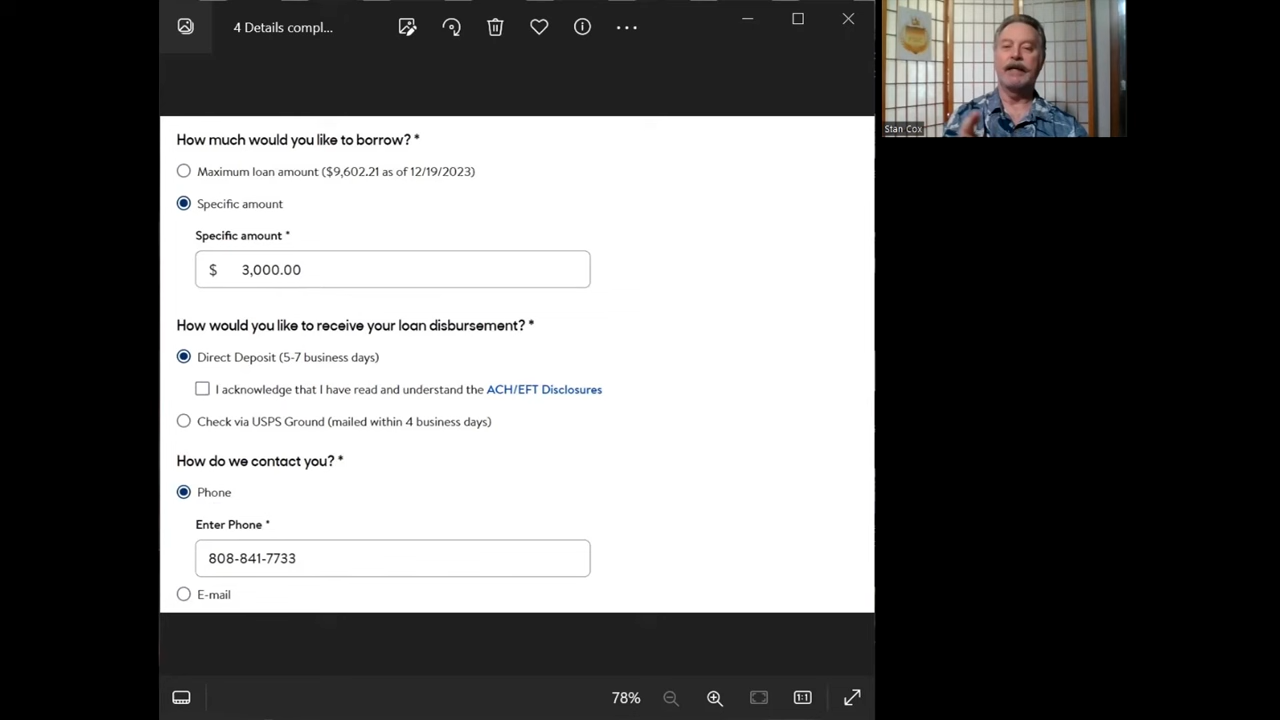 4 Details compl...
How much would you like to borrow? *
Maximum loan amount ($9,602.21 as of 12/19/2023)
Specific amount
Specific amount *
$ 3,000.00
How would you like to receive your loan disbursement? *
Direct Deposit (5-7 business days)
I acknowledge that I have read and understand the ACH/EFT Disclosures
Check via USPS Ground (mailed within 4 business days)
How do we contact you? *
Phone
Enter Phone *
808-841-7733
E-mail
78%
1:1
Stan Cox